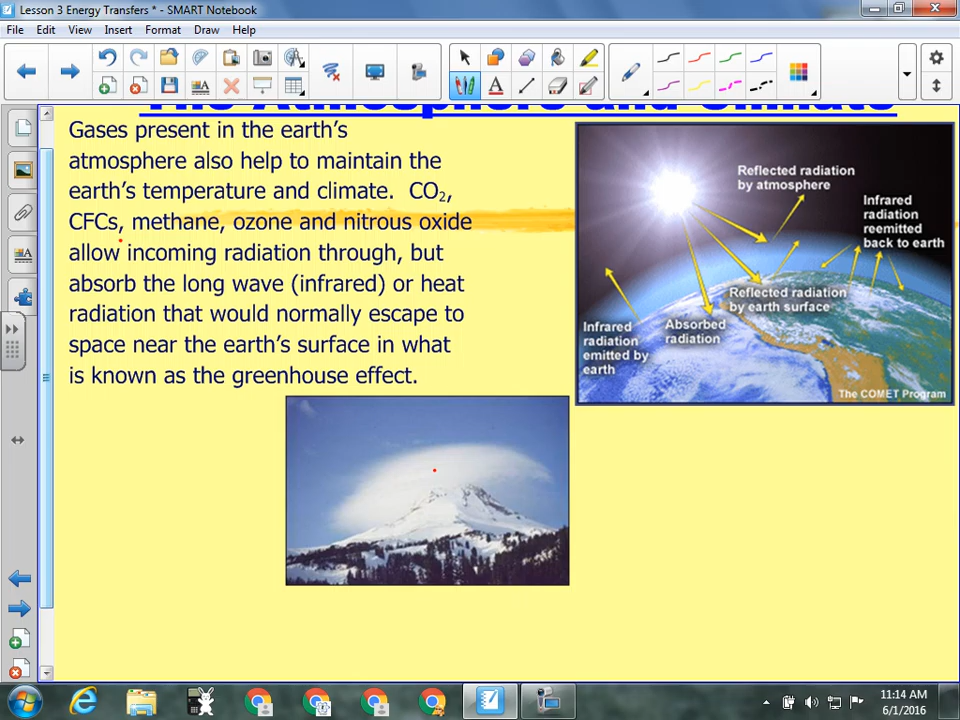 Lesson 3 Energy Transfers * - SMART Notebook
File Edit View Insert Format Draw Help
The Atmosphere and Climate
Gases present in the earth's
atmosphere also help to maintain the
earth's temperature and climate. CO₂,
CFCs, methane, ozone and nitrous oxide
allow incoming radiation through, but
absorb the long wave (infrared) or heat
radiation that would normally escape to
space near the earth's surface in what
is known as the greenhouse effect.
Reflected radiation
by atmosphere
Infrared
radiation
reemitted
back to earth
Reflected radiation
by earth surface
Infrared
radiation
emitted by
earth
Absorbed
radiation
The COMET Program
11:14 AM
6/1/2016